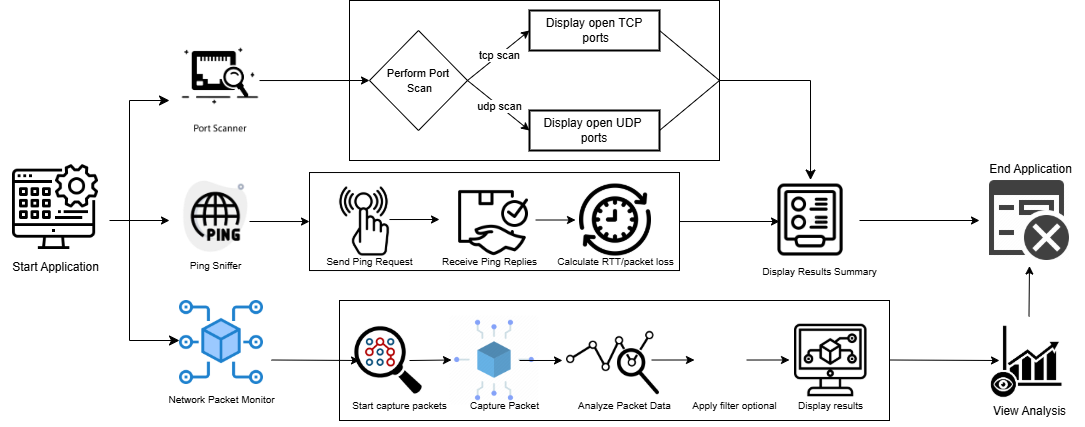 Display open TCP
ports
tcp scan
Perform Port
Scan
udp scan
Display open UDP
ports
Port Scanner
End Application
PING
Start Application
Ping Sniffer
Send Ping Request
Receive Ping Replies
Calculate RTT/packet loss
Display Results Summary
Network Packet Monitor
Start capture packets
Capture Packet
Analyze Packet Data
Apply filter optional
Display results
View Analysis